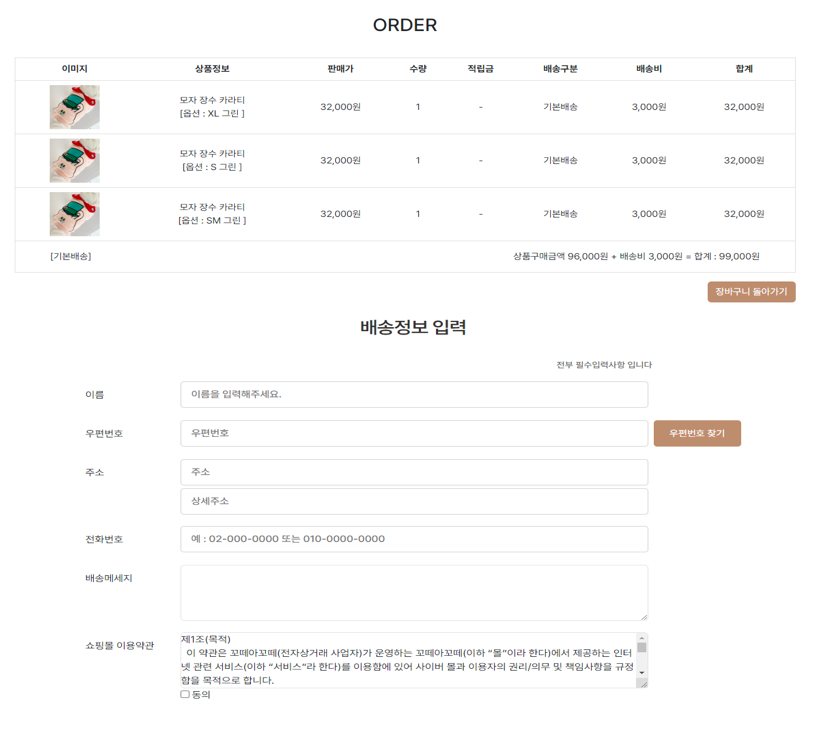 ORDER
이미지 상품정보 판매가 수량 적립금 배송구분 배송비 합계
모자 장수 카라티
[옵션 : XL 그린 ] 32,000원 1 - 기본배송 3,000원 32,000원
모자 장수 카라티
[옵션 : S 그린 ] 32,000원 1 - 기본배송 3,000원 32,000원
모자 장수 카라티
[옵션 : SM 그린 ] 32,000원 1 - 기본배송 3,000원 32,000원
[기본배송] 상품구매금액 96,000원 + 배송비 3,000원 = 합계 : 99,000원
장바구니 돌아가기
배송정보 입력
전부 필수입력사항 입니다
이름 이름을 입력해주세요.
우편번호 우편번호 우편번호 찾기
주소 주소
상세주소
전화번호 예 : 02-000-0000 또는 010-0000-0000
배송메세지
쇼핑몰 이용약관 제1조(목적)
이 약관은 꼬떼아꼬떼(전자상거래 사업자)가 운영하는 꼬떼아꼬떼(이하 “몰”이라 한다)에서 제공하는 인터
넷 관련 서비스(이하 “서비스”라 한다)를 이용함에 있어 사이버 몰과 이용자의 권리/의무 및 책임사항을 규정
함을 목적으로 합니다.
동의